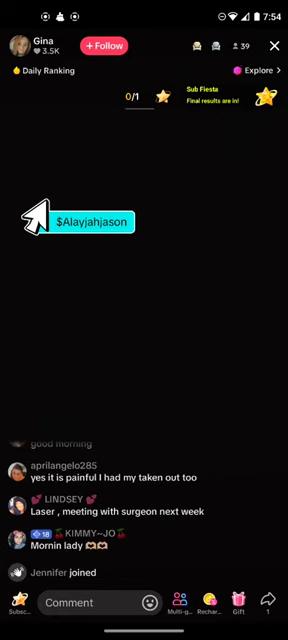 7:54
Gina
3.5K
+ Follow
39
Daily Ranking
Explore >
0/1
Sub Fiesta
Final results are in!
$Alayjahjason
good morning
aprilangelo285
yes it is painful I had my taken out too
💕 LINDSEY 💕
Laser , meeting with surgeon next week
18 🍒KIMMY~JO🍒
Mornin lady 🫶🏽🫶🏽
Jennifer joined
Subsc...
Comment
Multi-g...
Rechar...
Gift
1